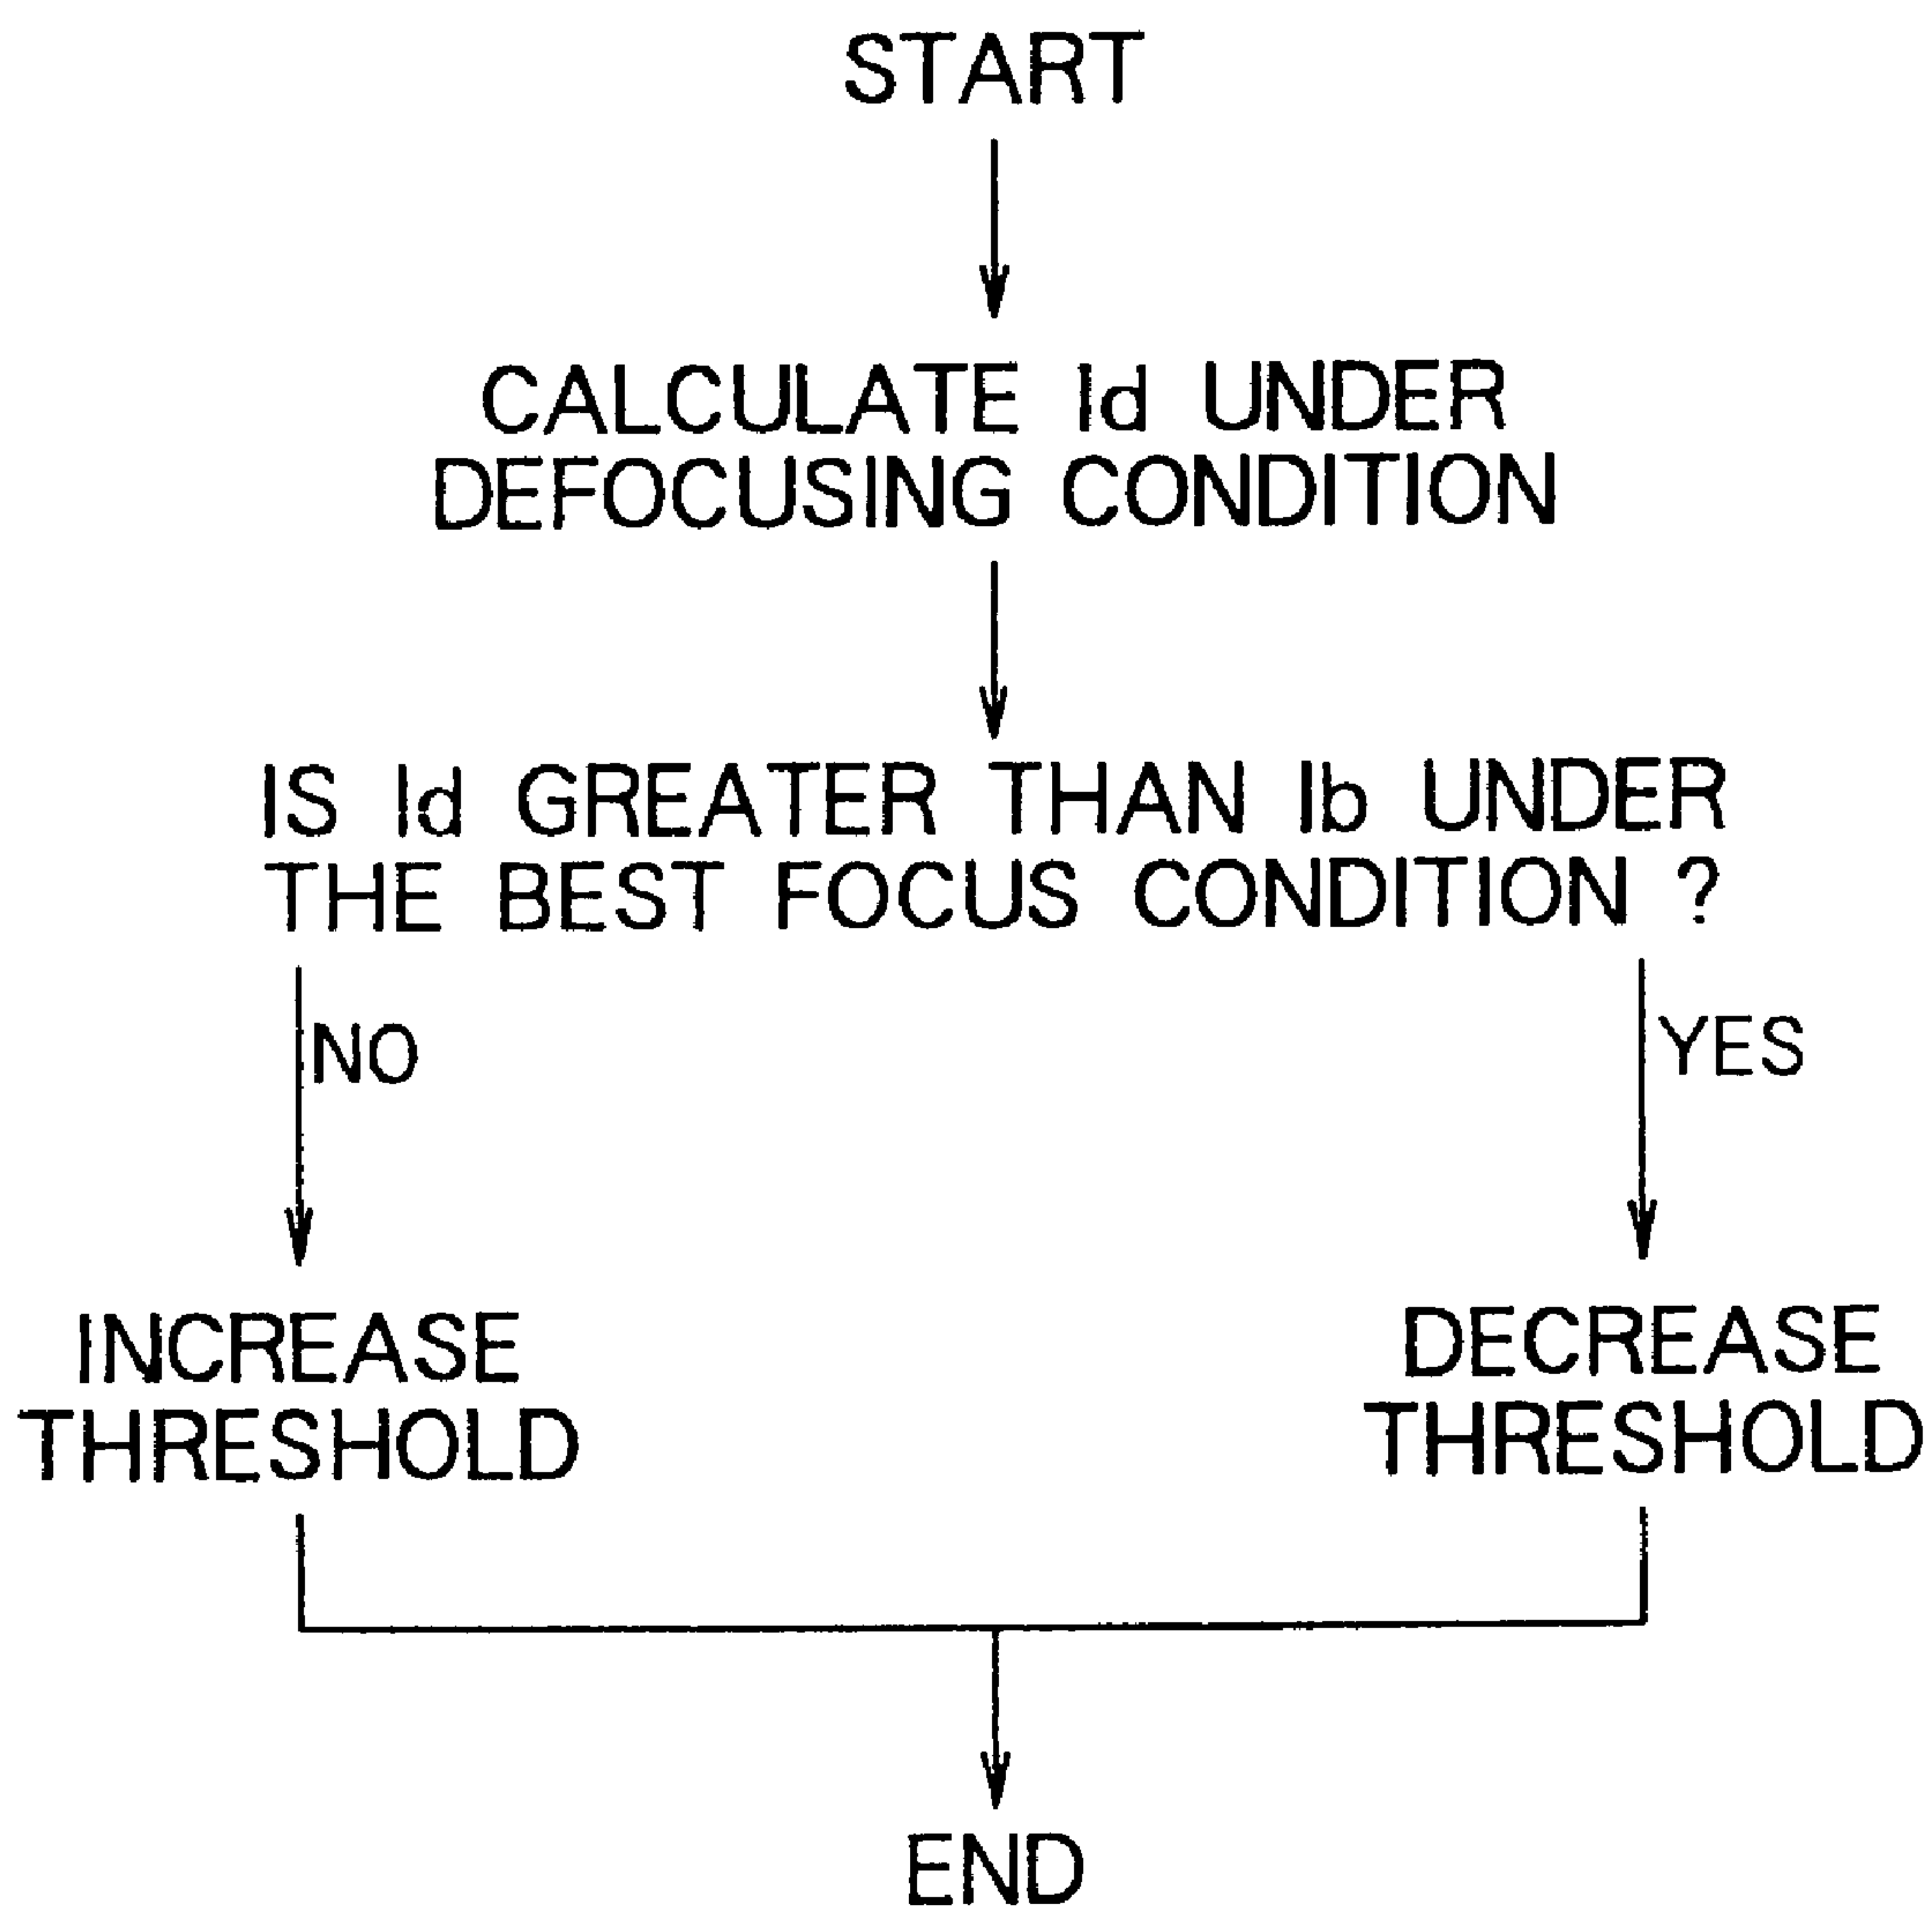 START
CALCULATE Id UNDER
DEFOCUSING CONDITION
IS Id GREATER THAN Ib UNDER
THE BEST FOCUS CONDITION ?
NO
YES
INCREASE
THRESHOLD
DECREASE
THRESHOLD
END